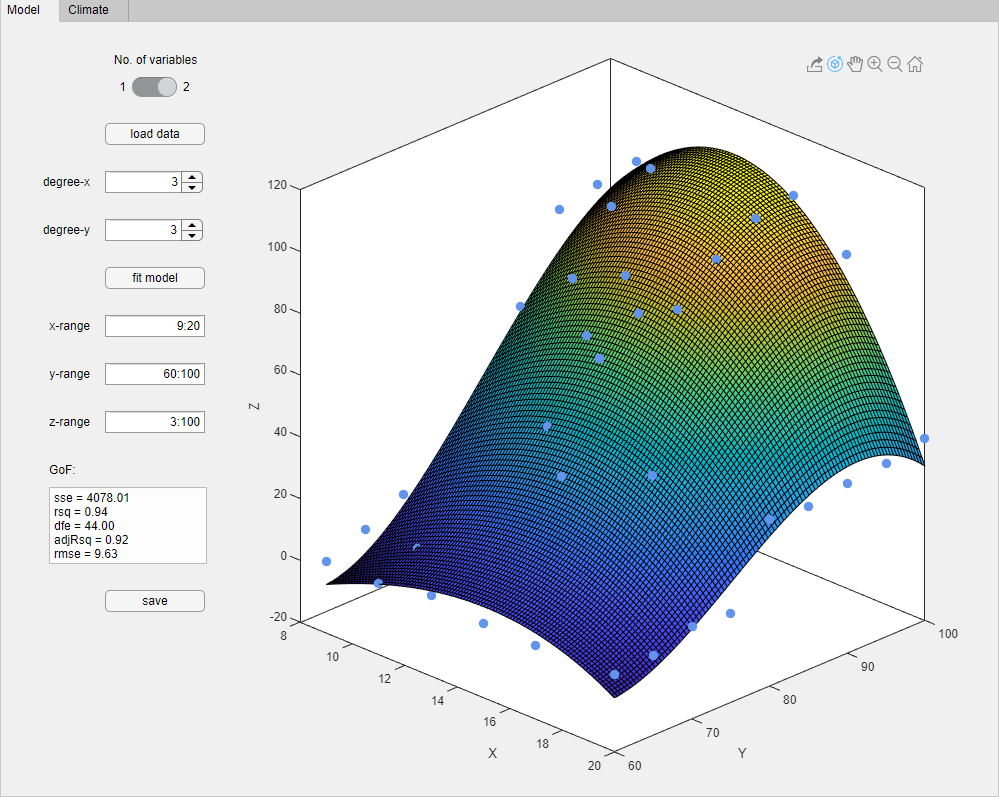 Model Climate
No. of variables
1 2
load data
degree-x 3
degree-y 3
fit model
x-range 9:20
y-range 60:100
z-range 3:100
GoF:
sse = 4078.01
rsq = 0.94
dfe = 44.00
adjRsq = 0.92
rmse = 9.63
save
120
100
80
60
40
20
0
-20
Z
8
10
12
14
16
18
20
X
60
70
80
90
100
Y